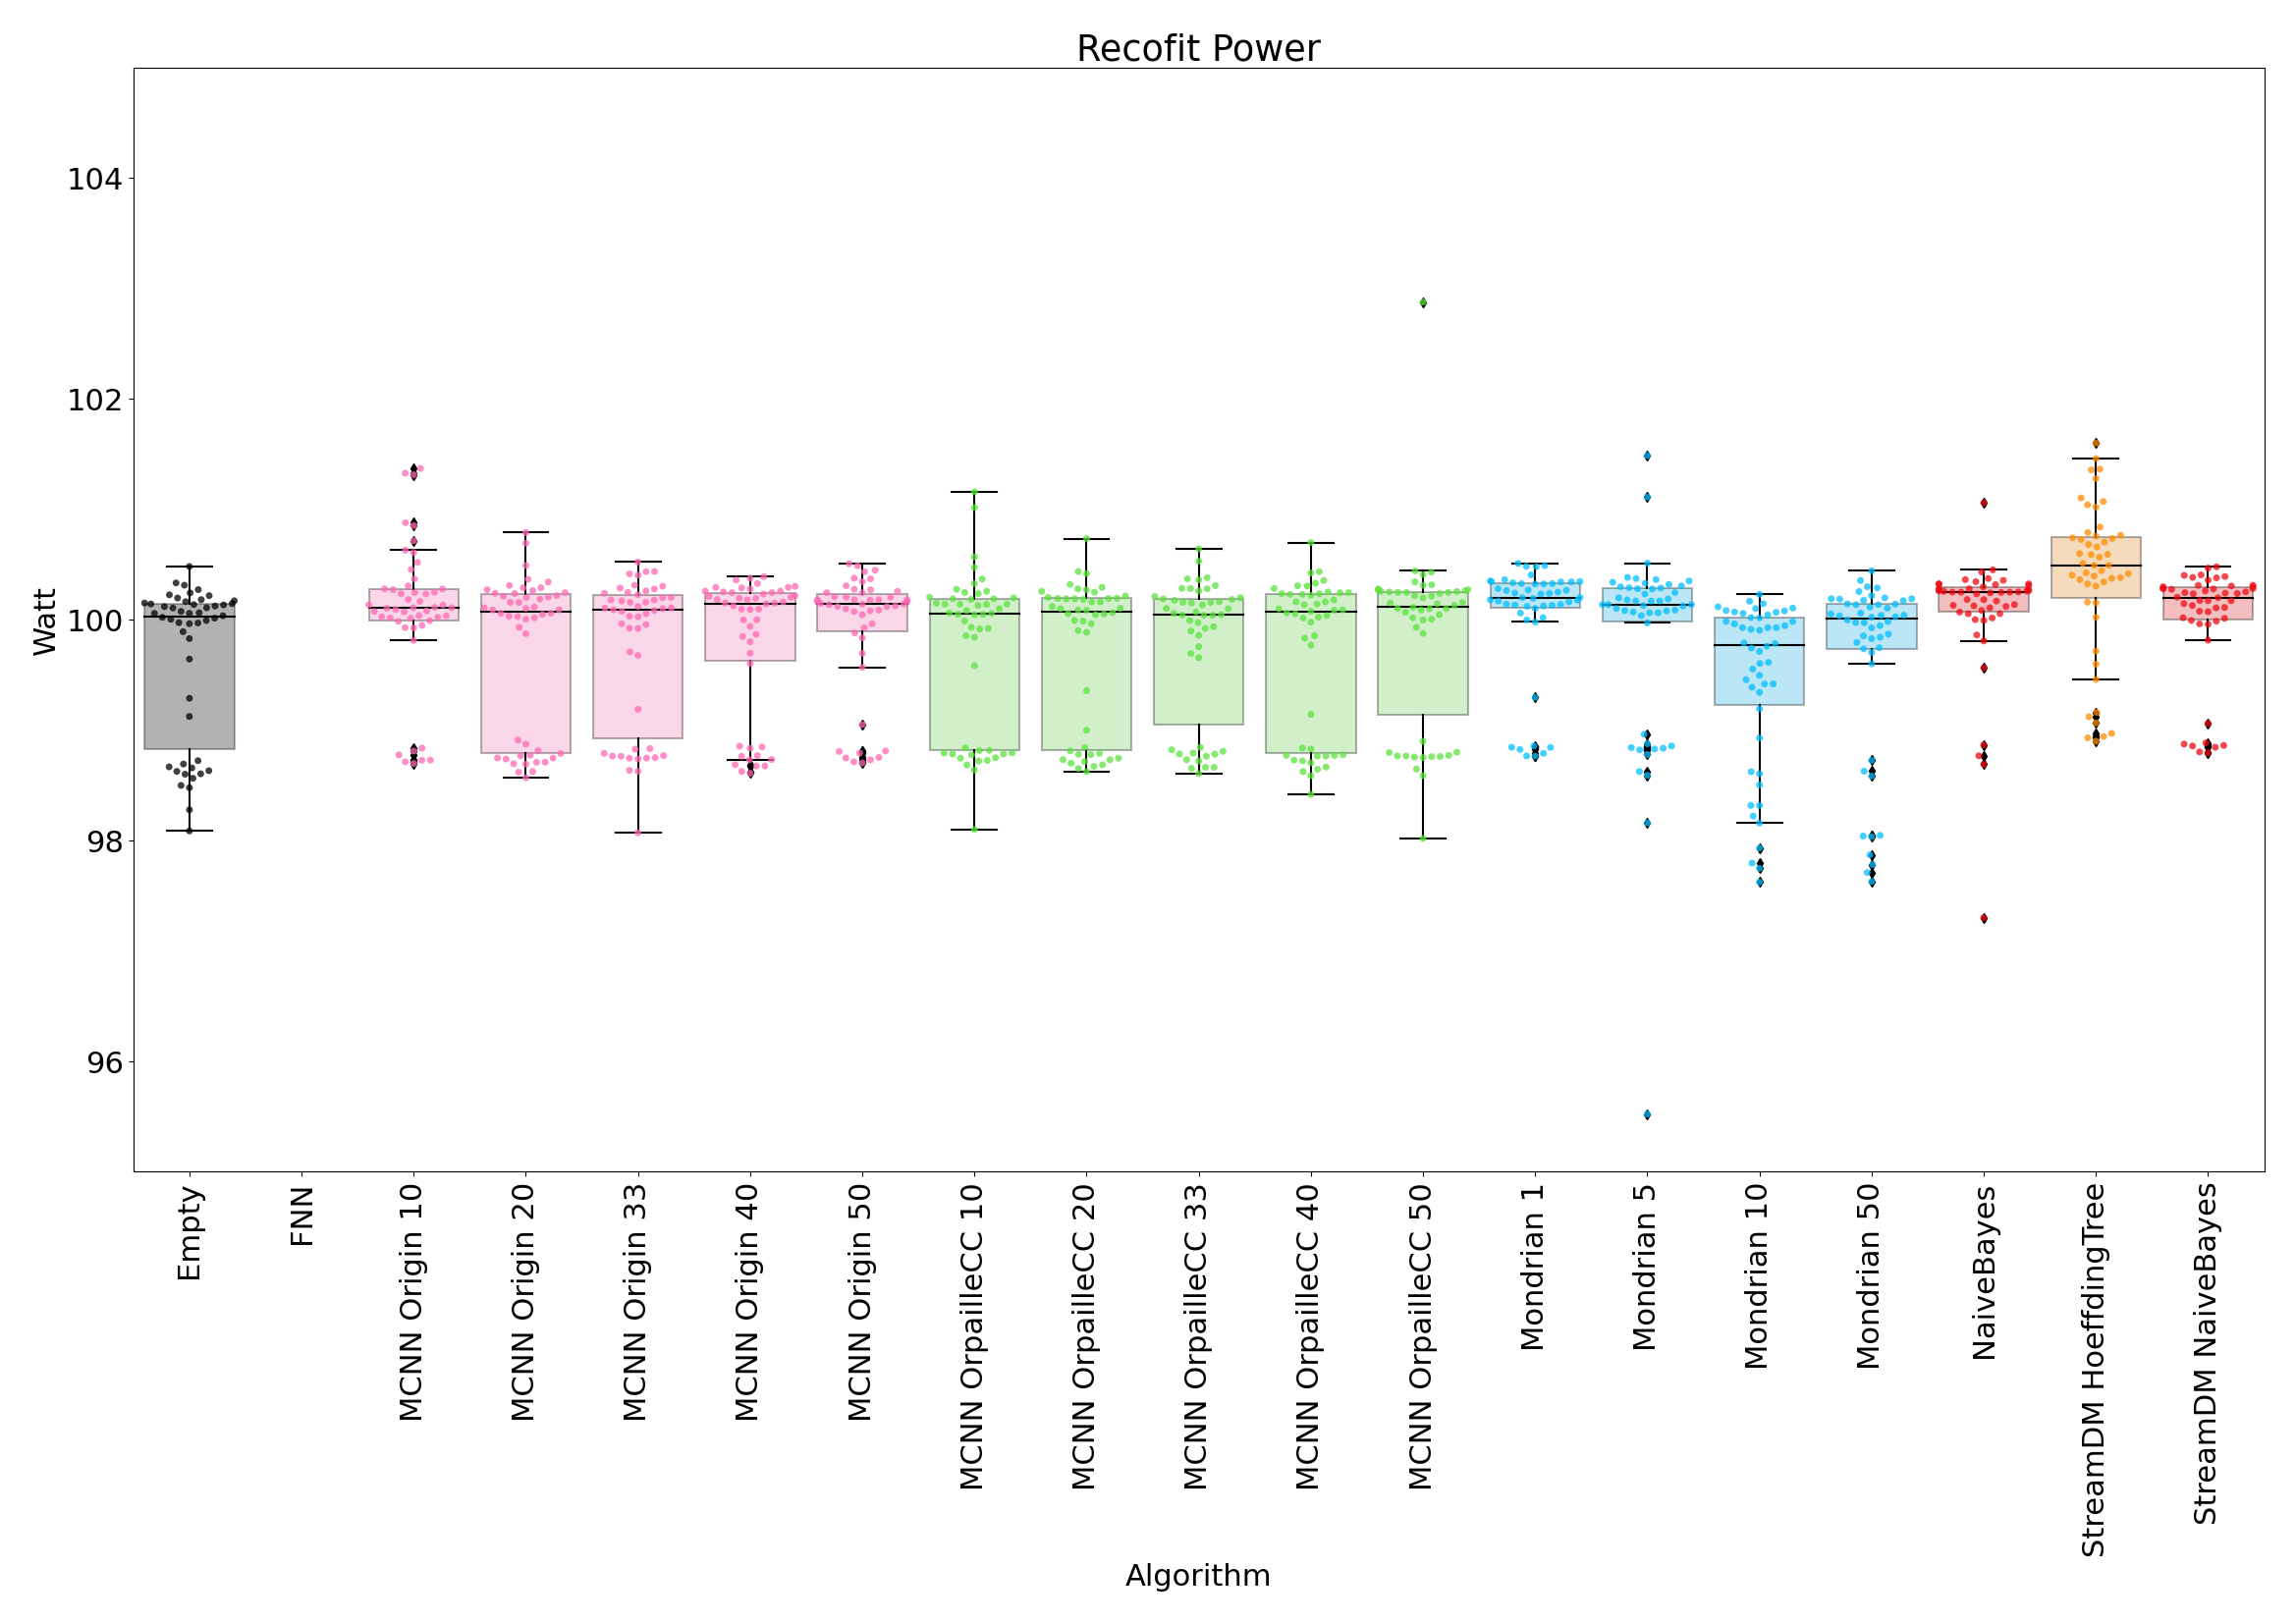 Recofit Power
104
102
100
98
96
Watt
Empty
FNN
MCNN Origin 10
MCNN Origin 20
MCNN Origin 33
MCNN Origin 40
MCNN Origin 50
MCNN OrpailleCC 10
MCNN OrpailleCC 20
MCNN OrpailleCC 33
MCNN OrpailleCC 40
MCNN OrpailleCC 50
Mondrian 1
Mondrian 5
Mondrian 10
Mondrian 50
NaiveBayes
StreamDM HoeffdingTree
StreamDM NaiveBayes
Algorithm